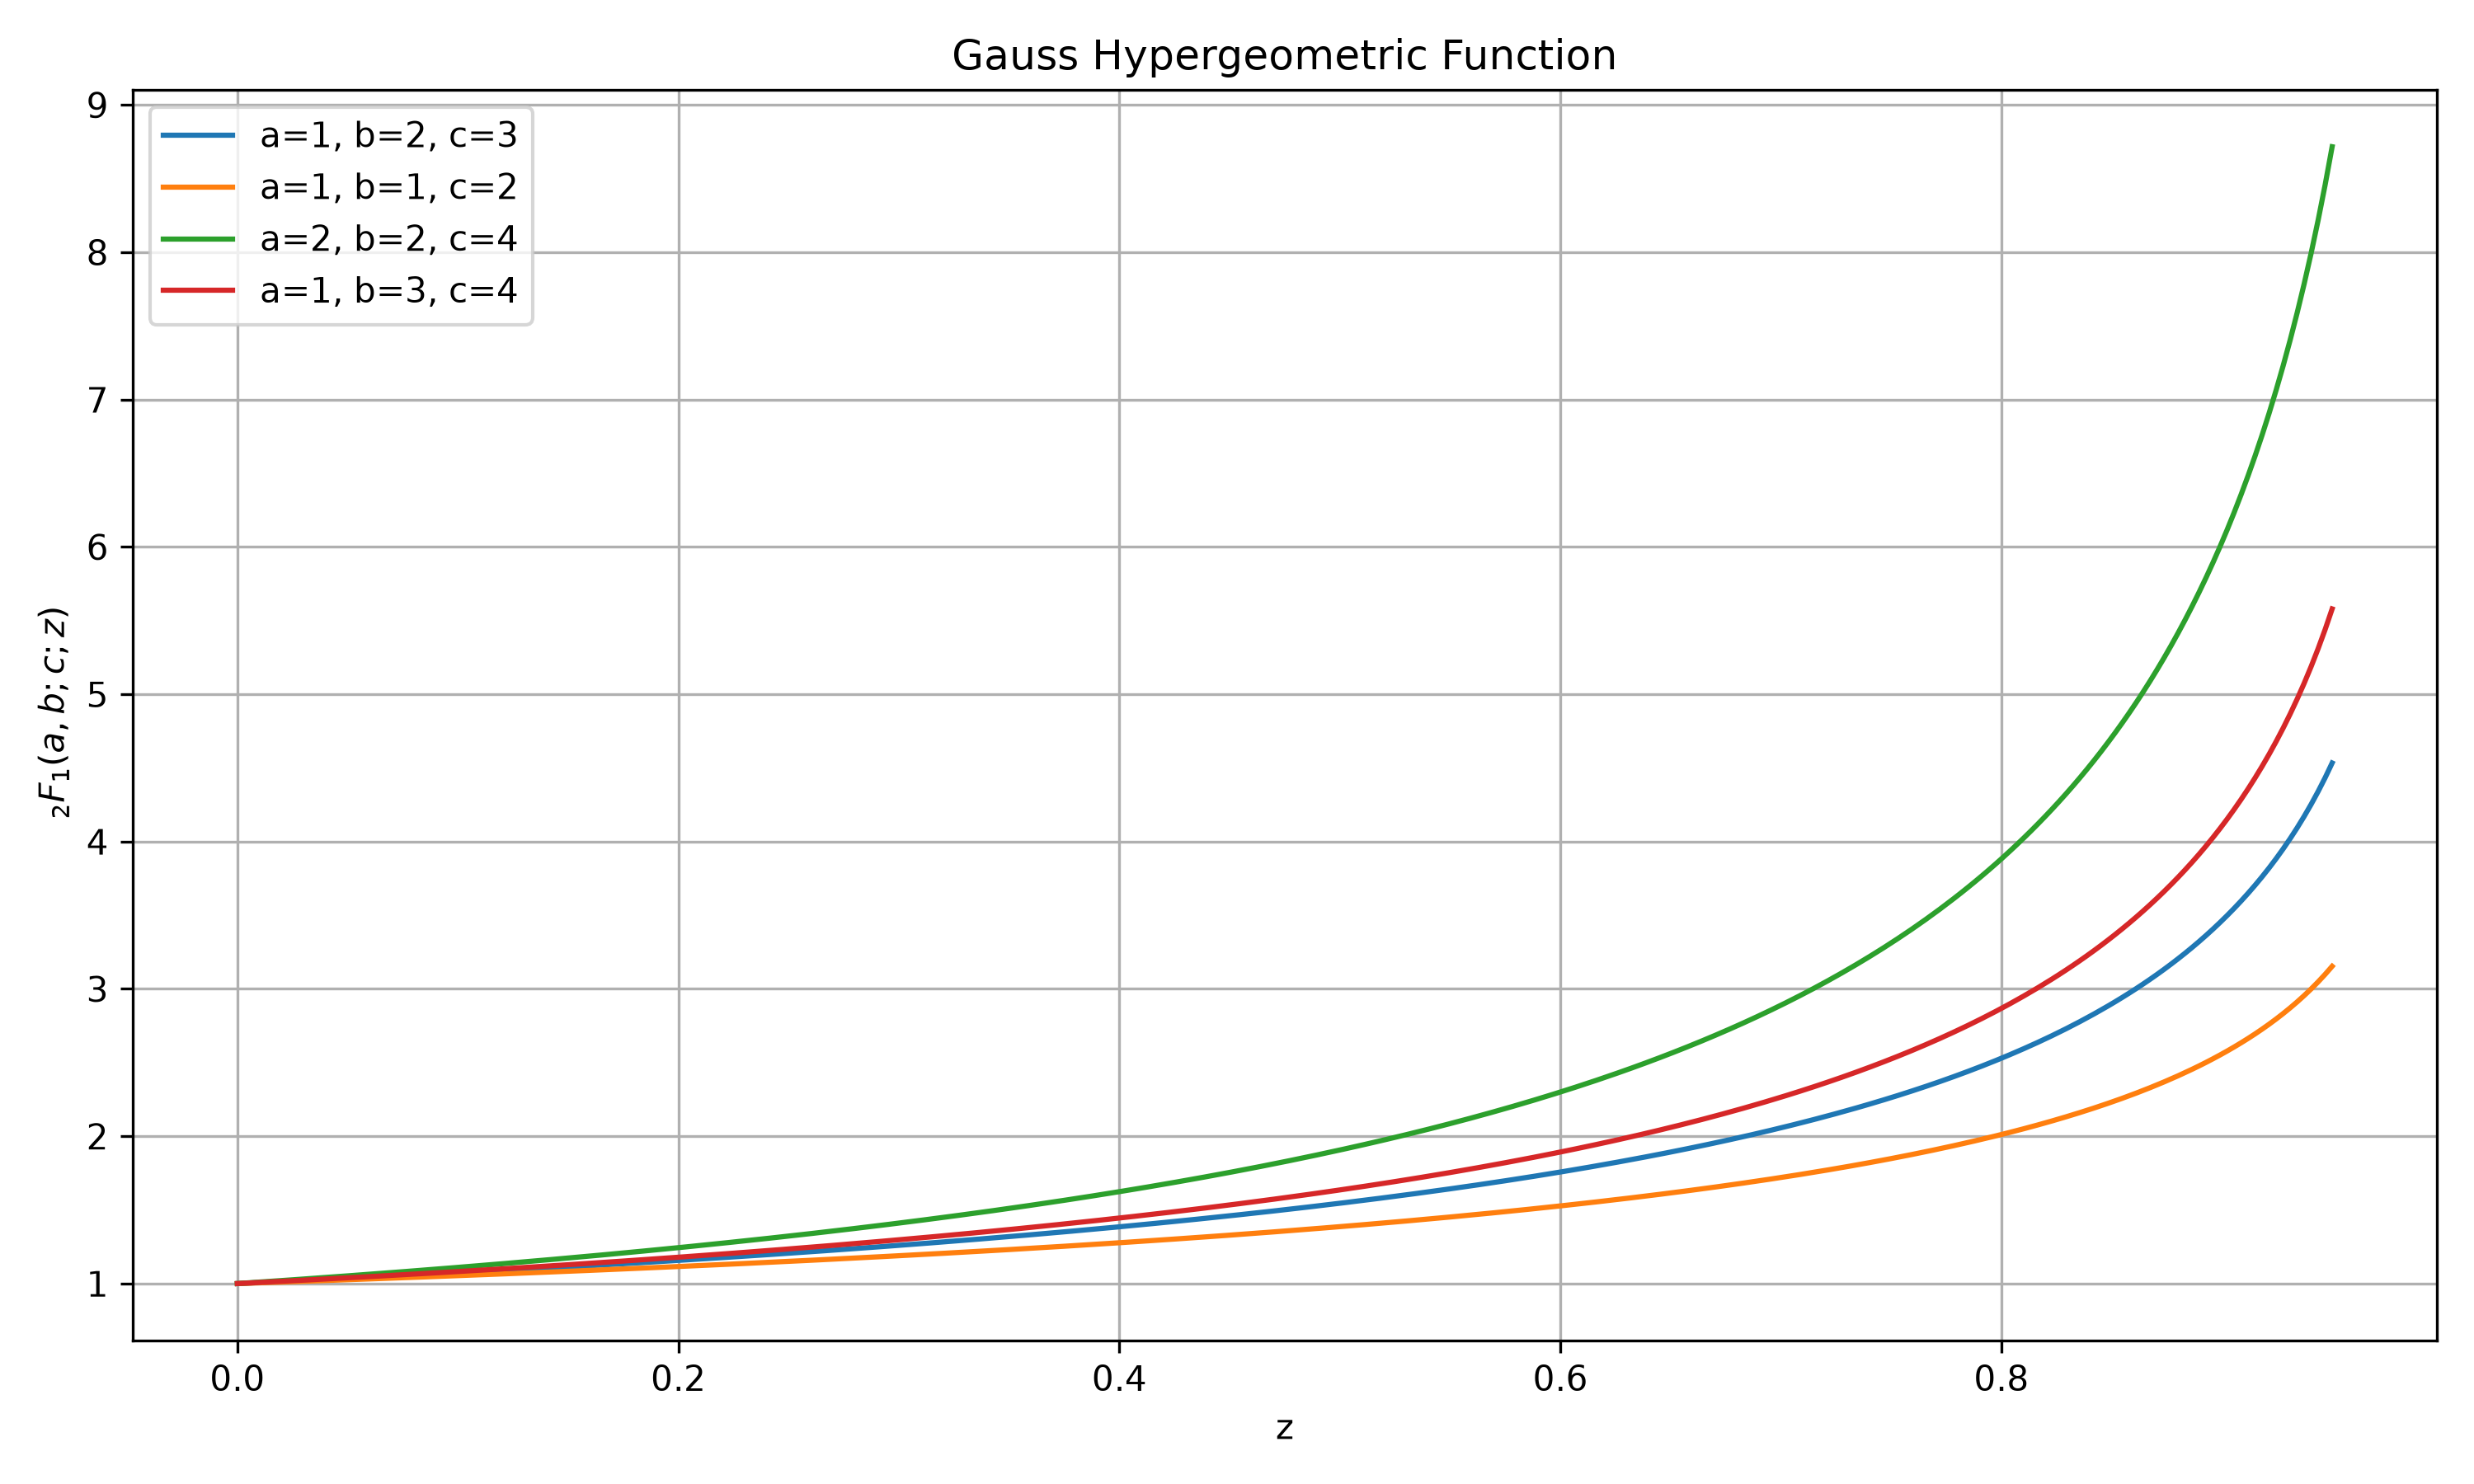 Gauss Hypergeometric Function
a=1, b=2, c=3
a=1, b=1, c=2
a=2, b=2, c=4
a=1, b=3, c=4
9
8
7
6
5
4
3
2
1
₂F₁(a, b; c; z)
0.0 0.2 0.4 0.6 0.8
z